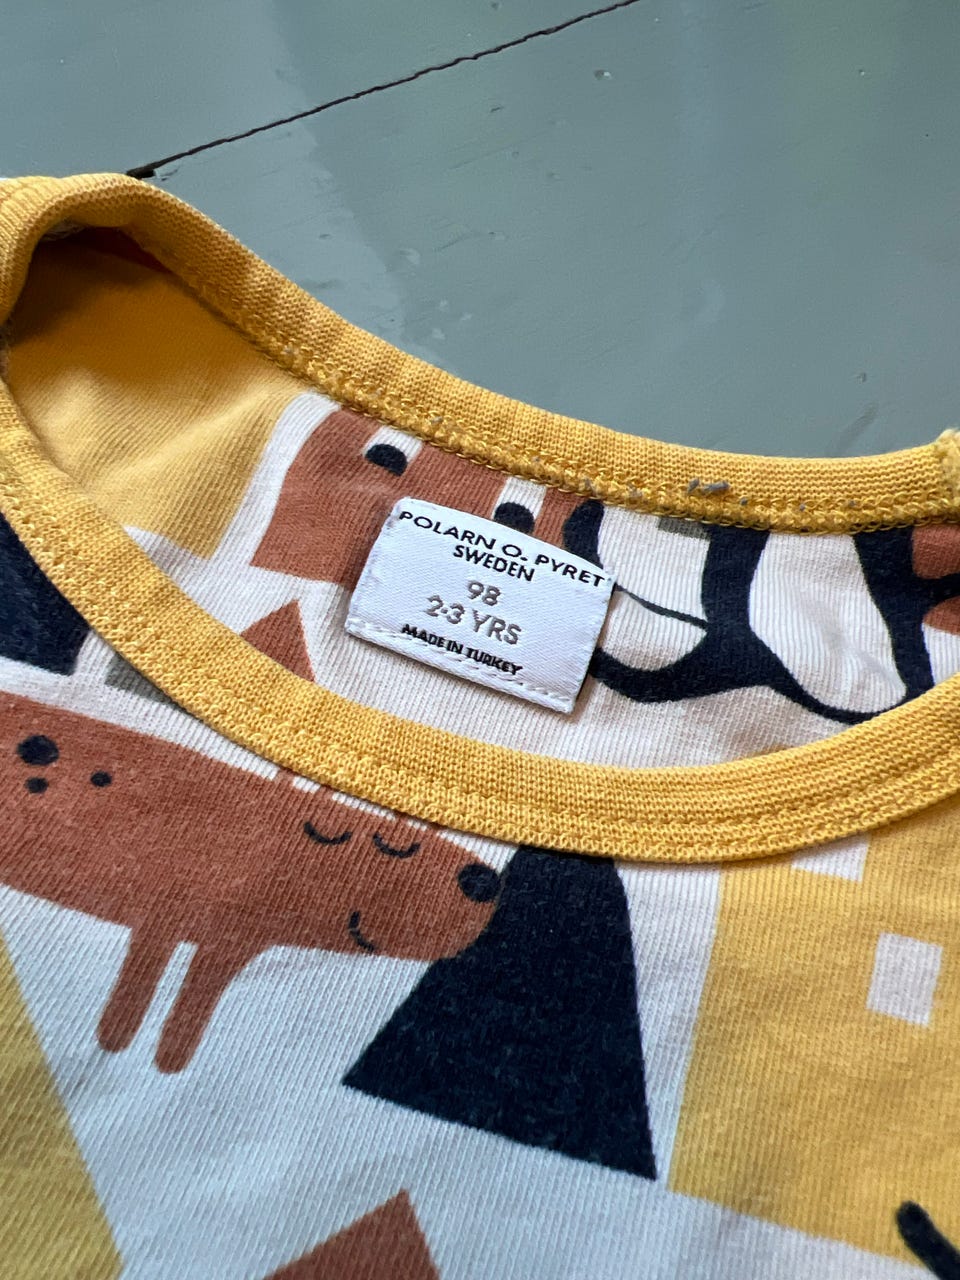 POLARN O. PYRET
SWEDEN
98
2-3 YRS
MADE IN TURKEY